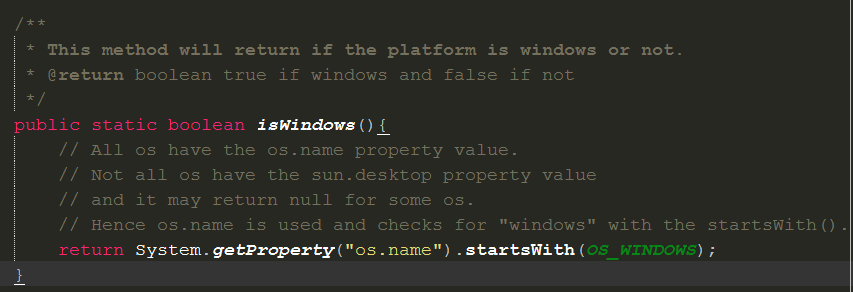 /**
 * This method will return if the platform is windows or not.
 * @return boolean true if windows and false if not
 */
public static boolean isWindows(){
    // All os have the os.name property value.
    // Not all os have the sun.desktop property value
    // and it may return null for some os.
    // Hence os.name is used and checks for "windows" with the startsWith().
    return System.getProperty("os.name").startsWith(OS_WINDOWS);
}